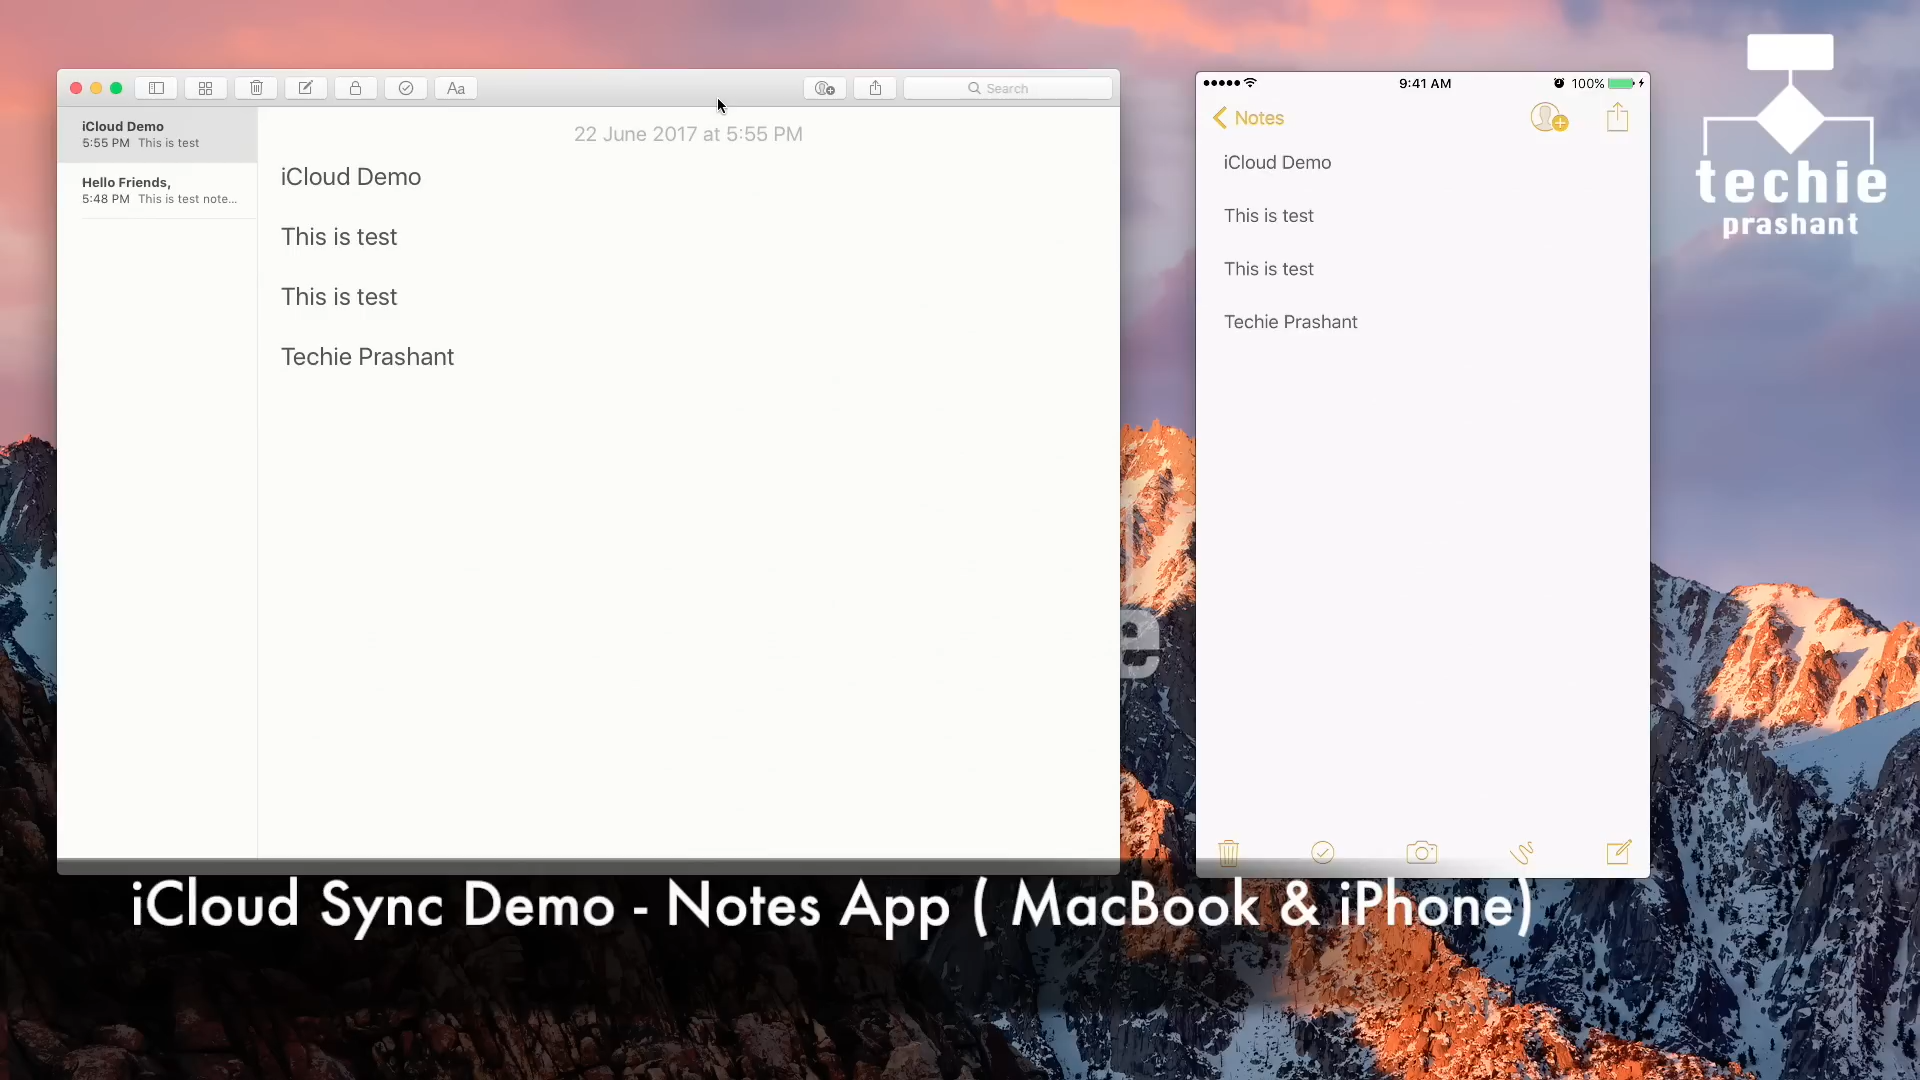 Aa
Search
iCloud Demo
5:55 PM This is test
Hello Friends,
5:48 PM This is test note...
22 June 2017 at 5:55 PM
iCloud Demo
This is test
This is test
Techie Prashant
9:41 AM
100%
Notes
iCloud Demo
This is test
This is test
Techie Prashant
techie
prashant
e
iCloud Sync Demo - Notes App ( MacBook & iPhone)